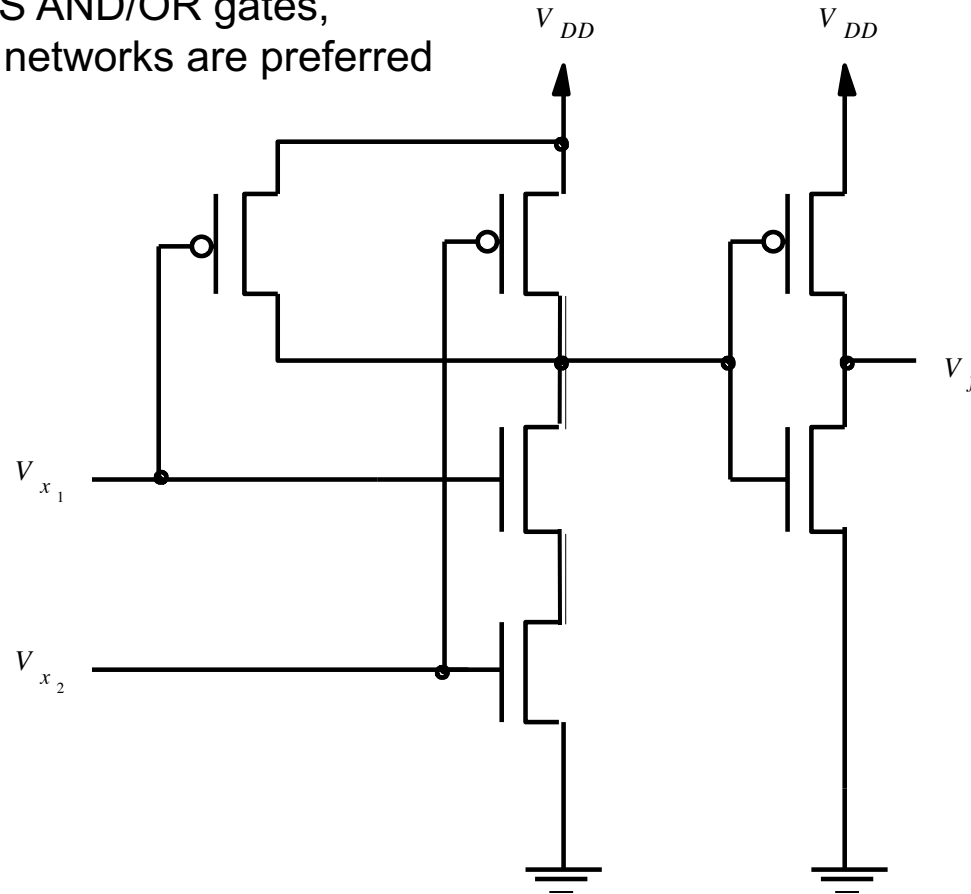 S AND/OR gates,
networks are preferred
V DD
V DD
V x 1
V x 2
V